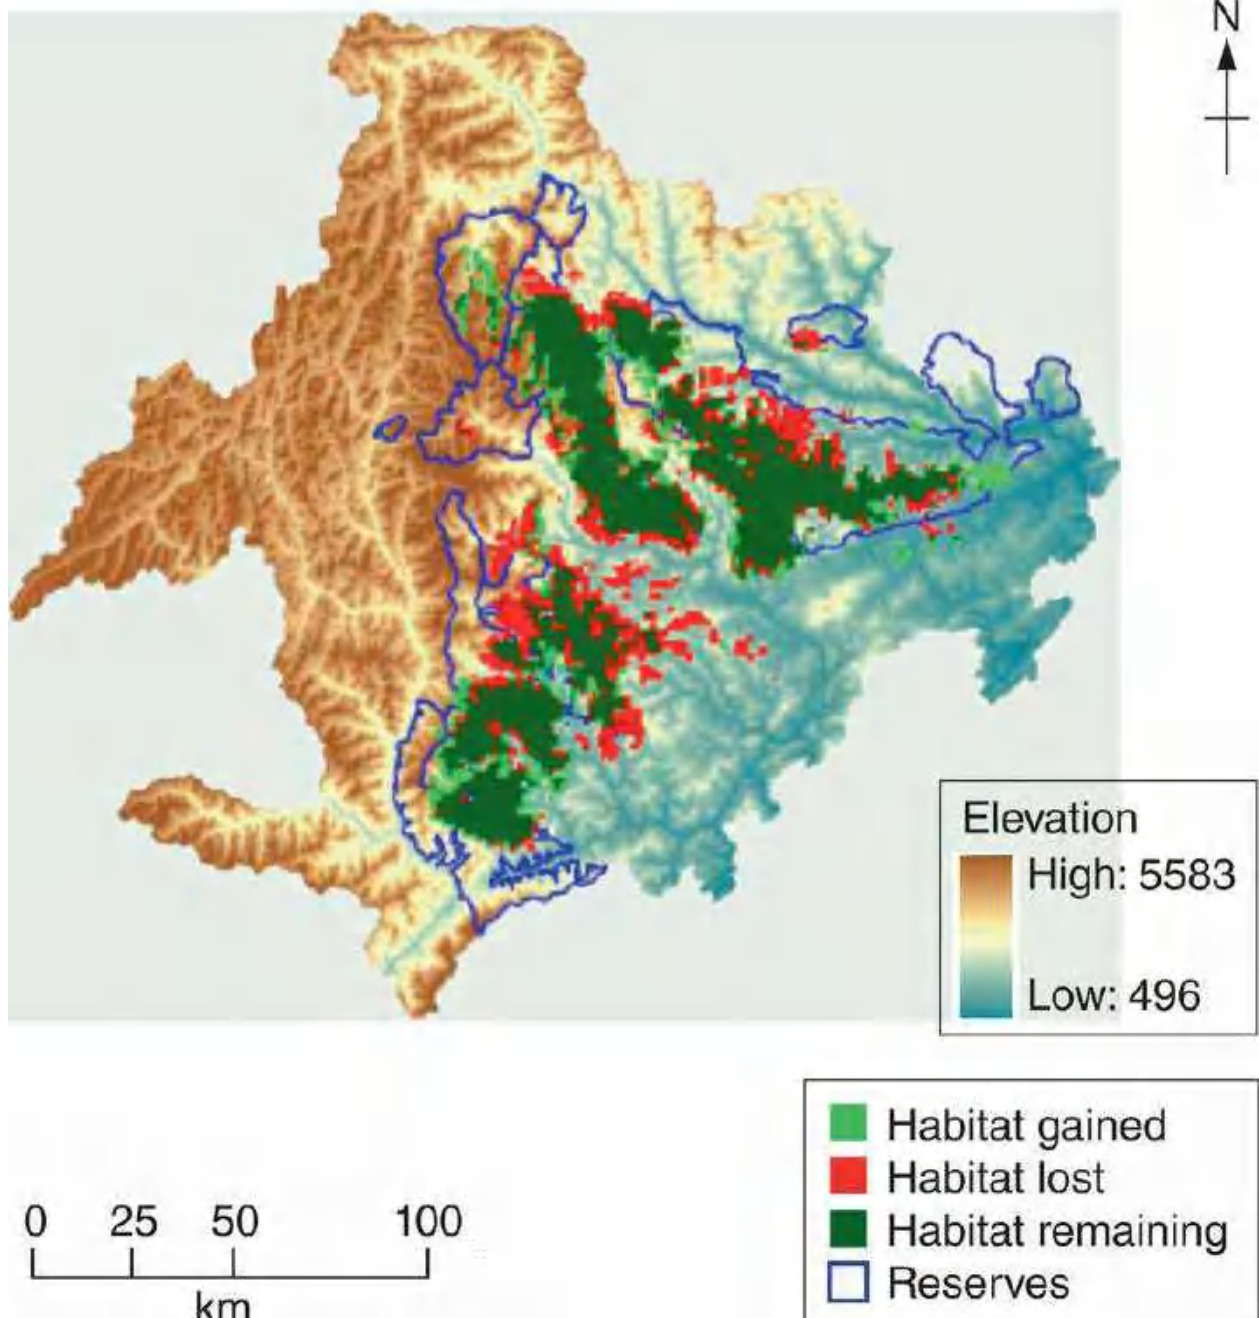 N
Elevation
High: 5583
Low: 496
Habitat gained
Habitat lost
Habitat remaining
Reserves
0 25 50 100
km